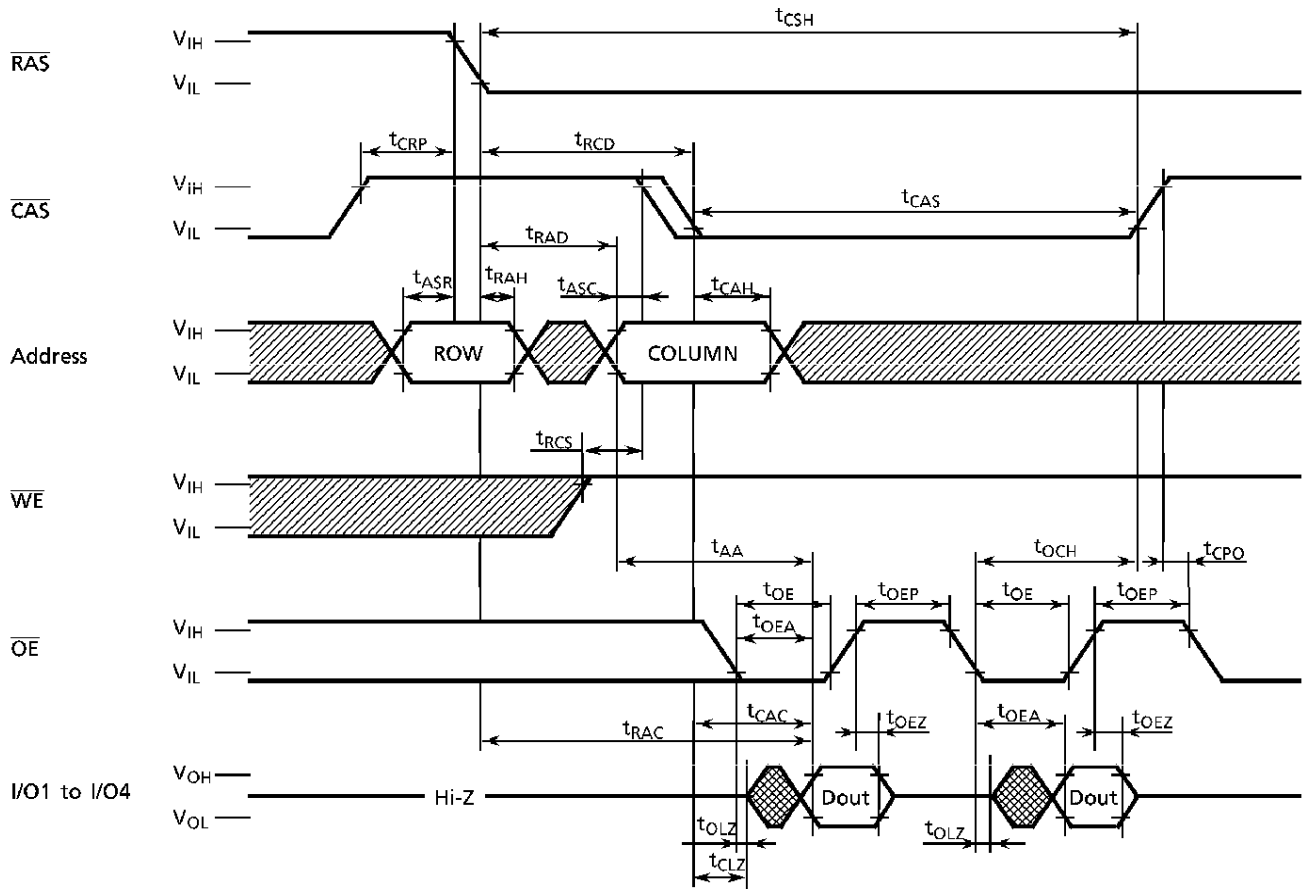 tCSH
RAS
VIH
VIL
tCRP
tRCD
CAS
VIH
VIL
tCAS
tRAD
tASR
tRAH
tASC
tCAH
Address
VIH
VIL
ROW
COLUMN
tRCS
WE
VIH
VIL
tAA
tOCH
tCPO
tOE
tOEP
tOE
tOEP
OE
VIH
VIL
tOEA
tCAC
tRAC
tOEZ
tOEA
tOEZ
I/O1 to I/O4
VOH
VOL
Hi-Z
Dout
Dout
tOLZ
tOLZ
tCLZ